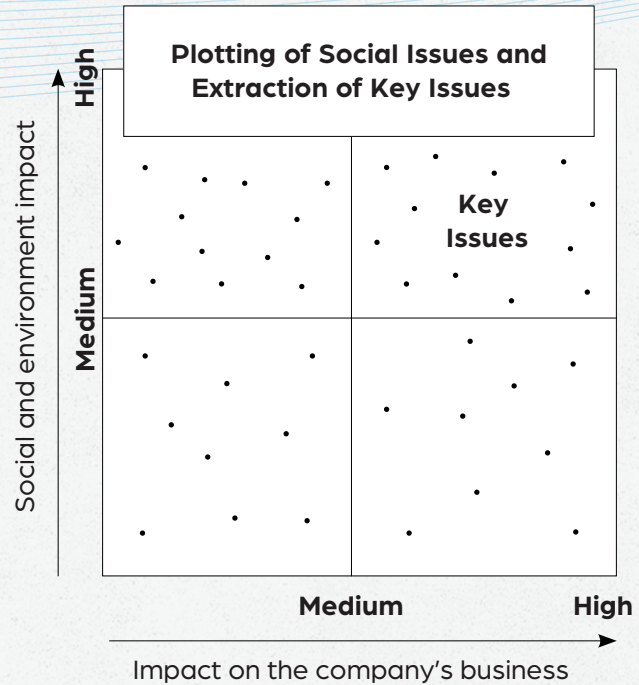 Plotting of Social Issues and
Extraction of Key Issues
High
Social and environment impact
Key
Issues
Medium
Medium
High
Impact on the company’s business